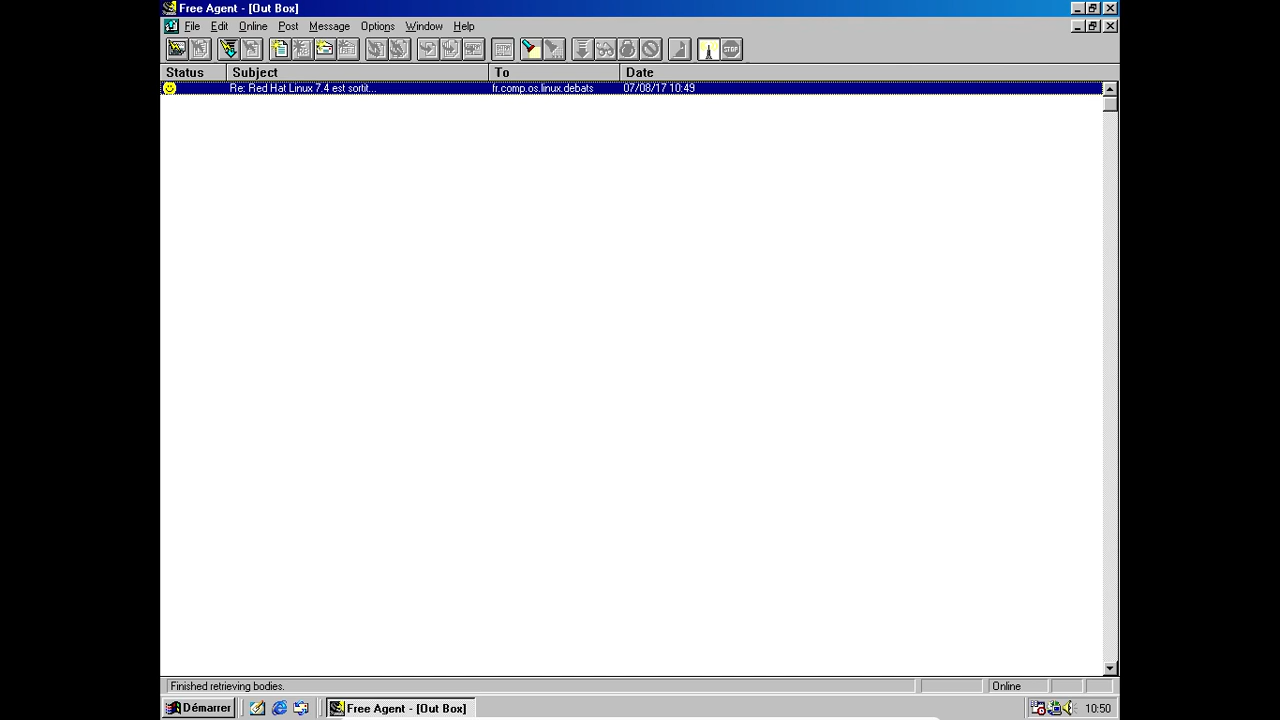 Free Agent - [Out Box]
File Edit Online Post Message Options Window Help
STOP
Status Subject To Date
Re: Red Hat Linux 7.4 est sortit... fr.comp.os.linux.debats 07/08/17 10:49
Finished retrieving bodies. Online
Démarrer Free Agent - [Out Box] 10:50